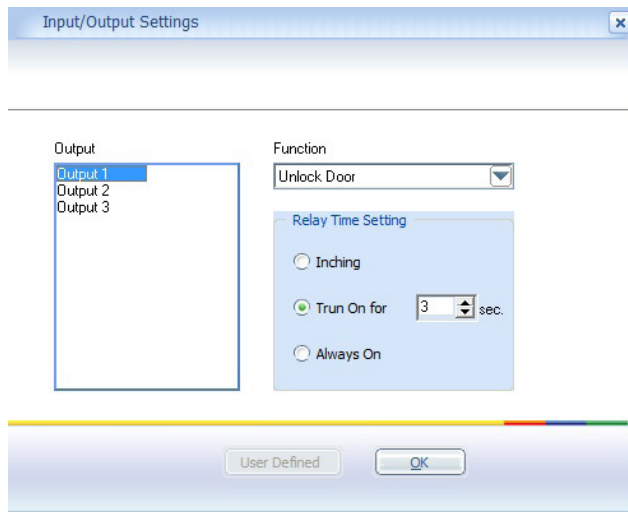 Input/Output Settings
Output
Output 1
Output 2
Output 3
Function
Unlock Door
Relay Time Setting
Inching
Trun On for 3 sec.
Always On
User Defined
OK